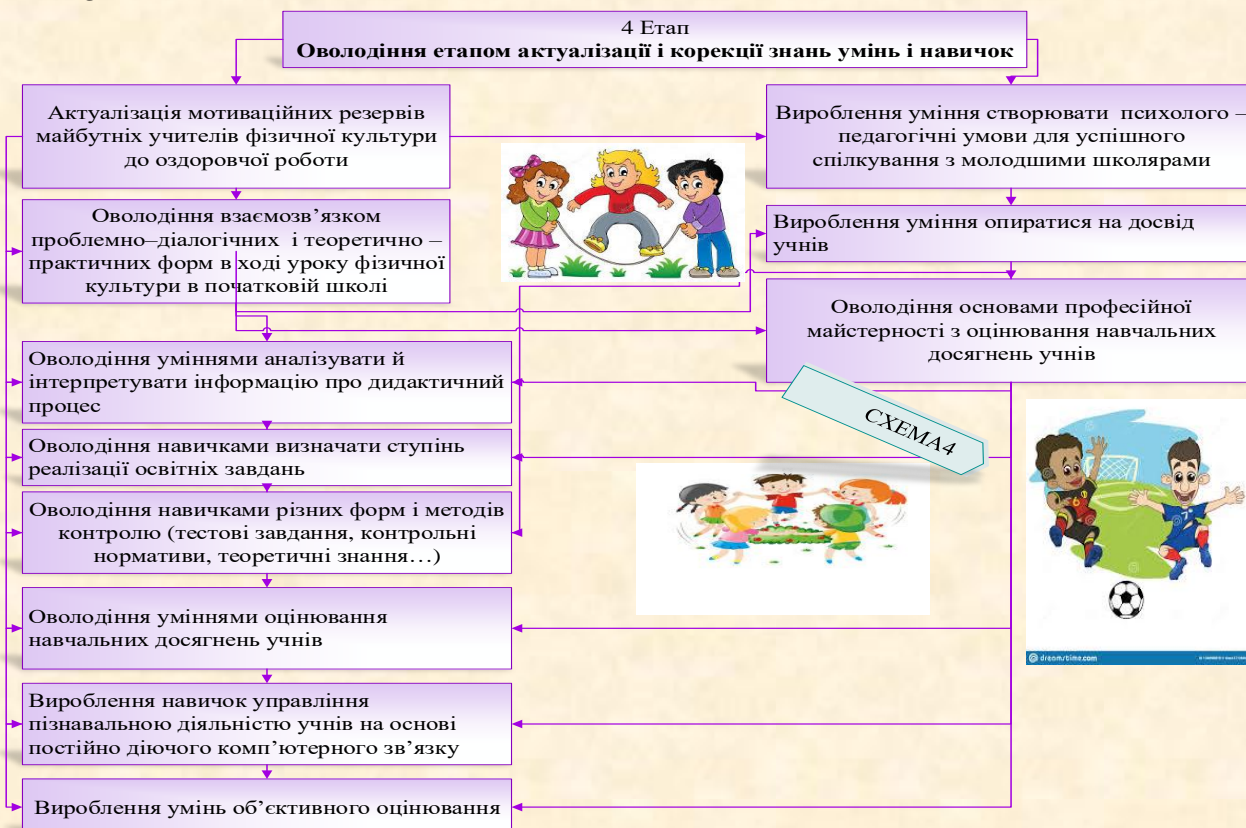 4 Етап
Оволодіння етапом актуалізації і корекції знань умінь і навичок
Актуалізація мотиваційних резервів
майбутніх учителів фізичної культури
до оздоровчої роботи
Вироблення уміння створювати психолого –
педагогічні умови для успішного
спілкування з молодшими школярами
Оволодіння взаємозв’язком
проблемно–діалогічних і теоретично –
практичних форм в ході уроку фізичної
культури в початковій школі
Вироблення уміння опиратися на досвід
учнів
Оволодіння основами професійної
майстерності з оцінювання навчальних
досягнень учнів
Оволодіння уміннями аналізувати й
інтерпретувати інформацію про дидактичний
процес
СХЕМА4
Оволодіння навичками визначати ступінь
реалізації освітніх завдань
Оволодіння навичками різних форм і методів
контролю (тестові завдання, контрольні
нормативи, теоретичні знання…)
Оволодіння уміннями оцінювання
навчальних досягнень учнів
Вироблення навичок управління
пізнавальною діяльністю учнів на основі
постійно діючого комп’ютерного зв’язку
Вироблення умінь об’єктивного оцінювання
dreamstime.com